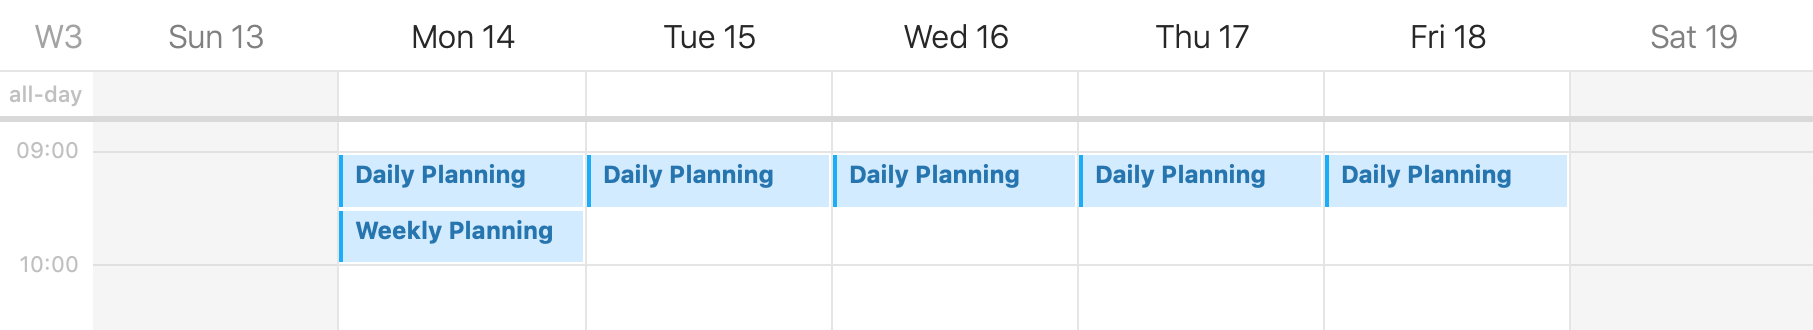 W3 Sun 13 Mon 14 Tue 15 Wed 16 Thu 17 Fri 18 Sat 19
all-day
09:00
Daily Planning Daily Planning Daily Planning Daily Planning Daily Planning
Weekly Planning
10:00